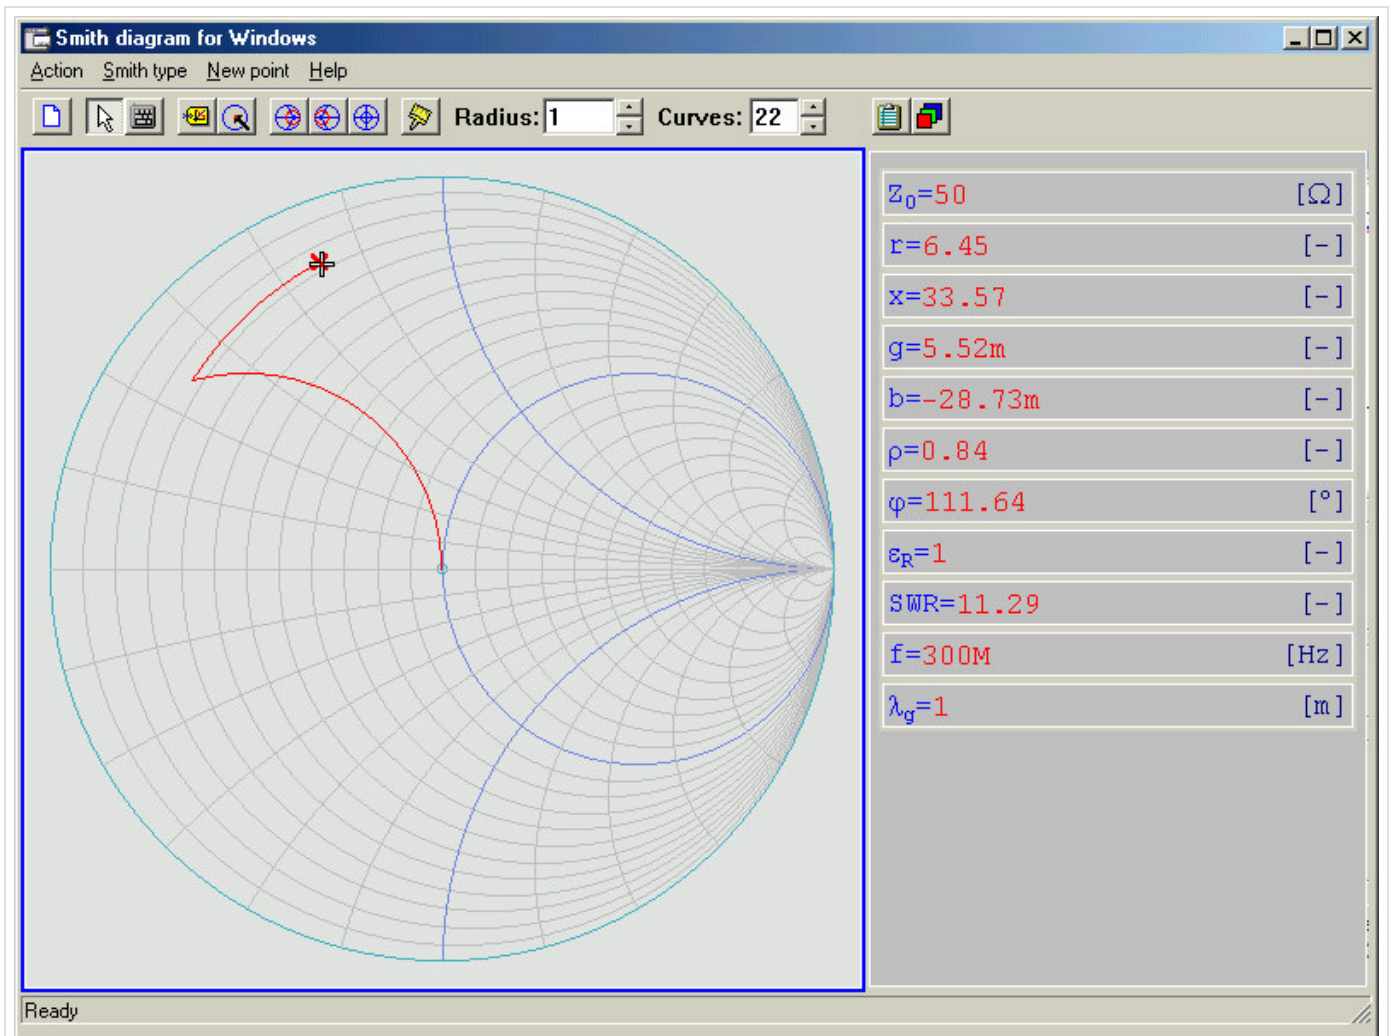 Smith diagram for Windows
Action Smith type New point Help
Radius: 1 Curves: 22
Z₀=50 [Ω]
r=6.45 [-]
x=33.57 [-]
g=5.52m [-]
b=-28.73m [-]
ρ=0.84 [-]
φ=111.64 [°]
εR=1 [-]
SWR=11.29 [-]
f=300M [Hz]
λg=1 [m]
Ready